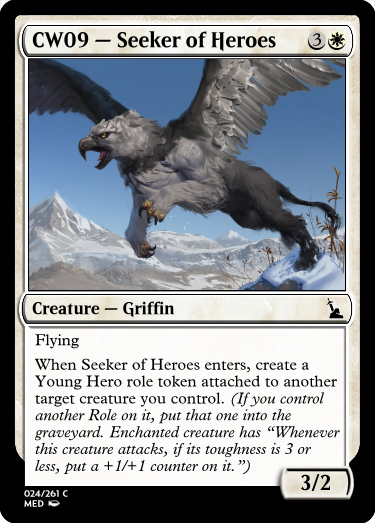 CW09 — Seeker of Heroes 3
Creature — Griffin
Flying
When Seeker of Heroes enters, create a
Young Hero role token attached to another
target creature you control. (If you control
another Role on it, put that one into the
graveyard. Enchanted creature has “Whenever
this creature attacks, if its toughness is 3 or
less, put a +1/+1 counter on it.”)
3/2
024/261 C
MED